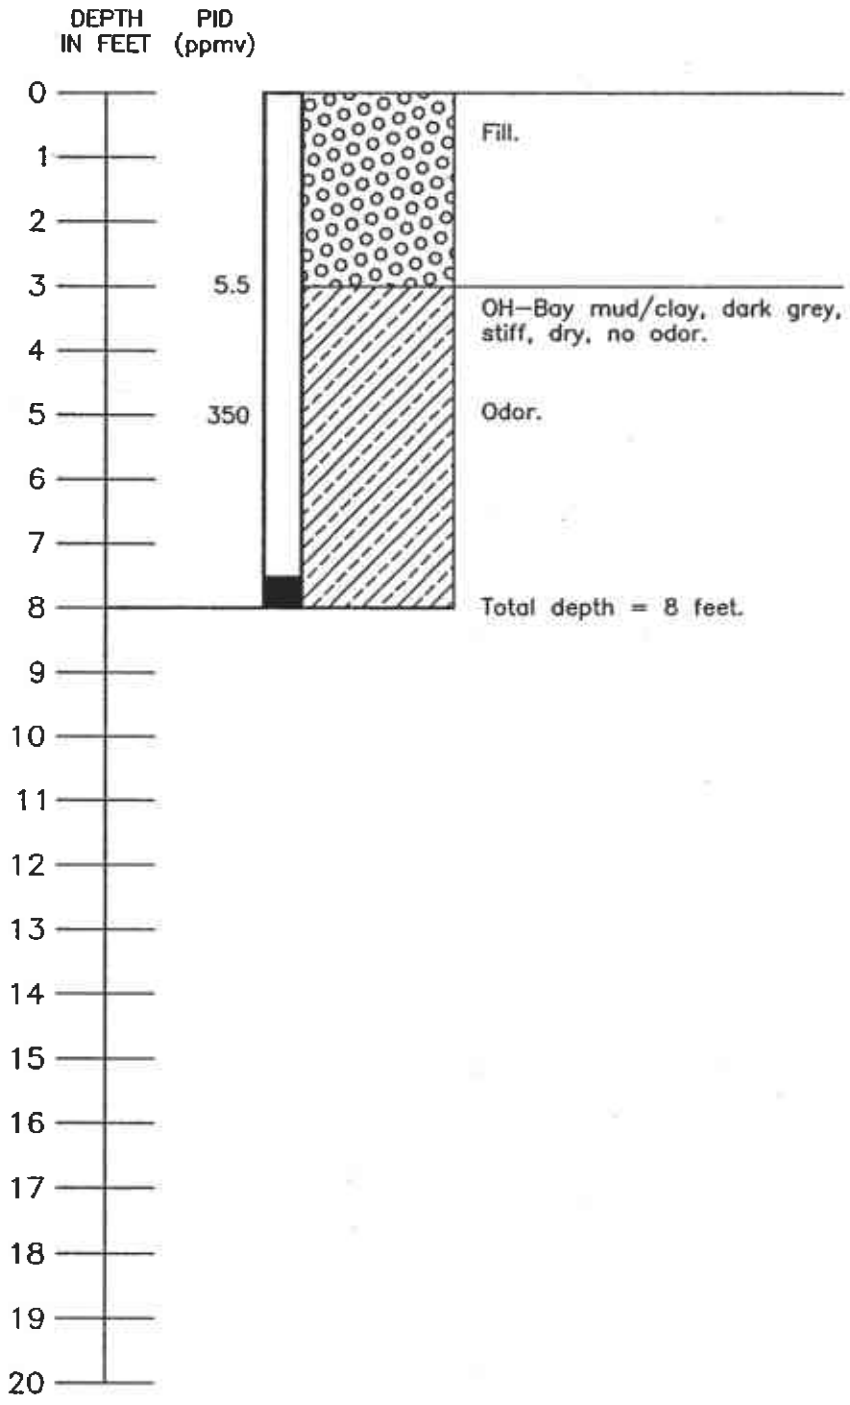 DEPTH
IN FEET
PID
(ppmv)
0
Fill.
1
2
3
5.5
OH-Bay mud/clay, dark grey,
stiff, dry, no odor.
4
5
350
Odor.
6
7
8
Total depth = 8 feet.
9
10
11
12
13
14
15
16
17
18
19
20